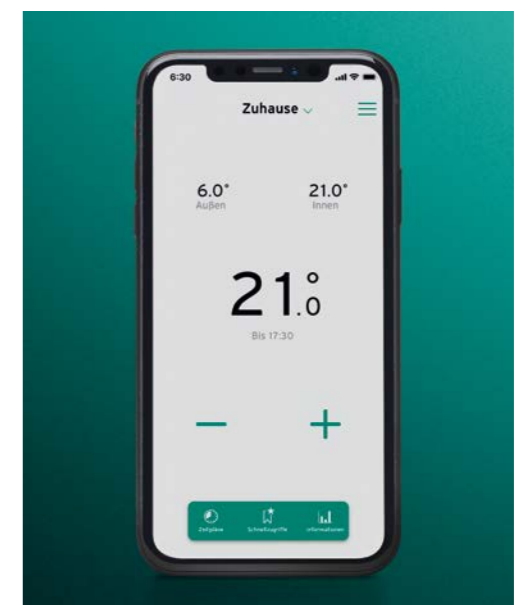 6:30
Zuhause
6.0° 21.0°
Außen Innen
21.0°
Bis 17:30
Zeitpläne Schnellzugriffe Informationen